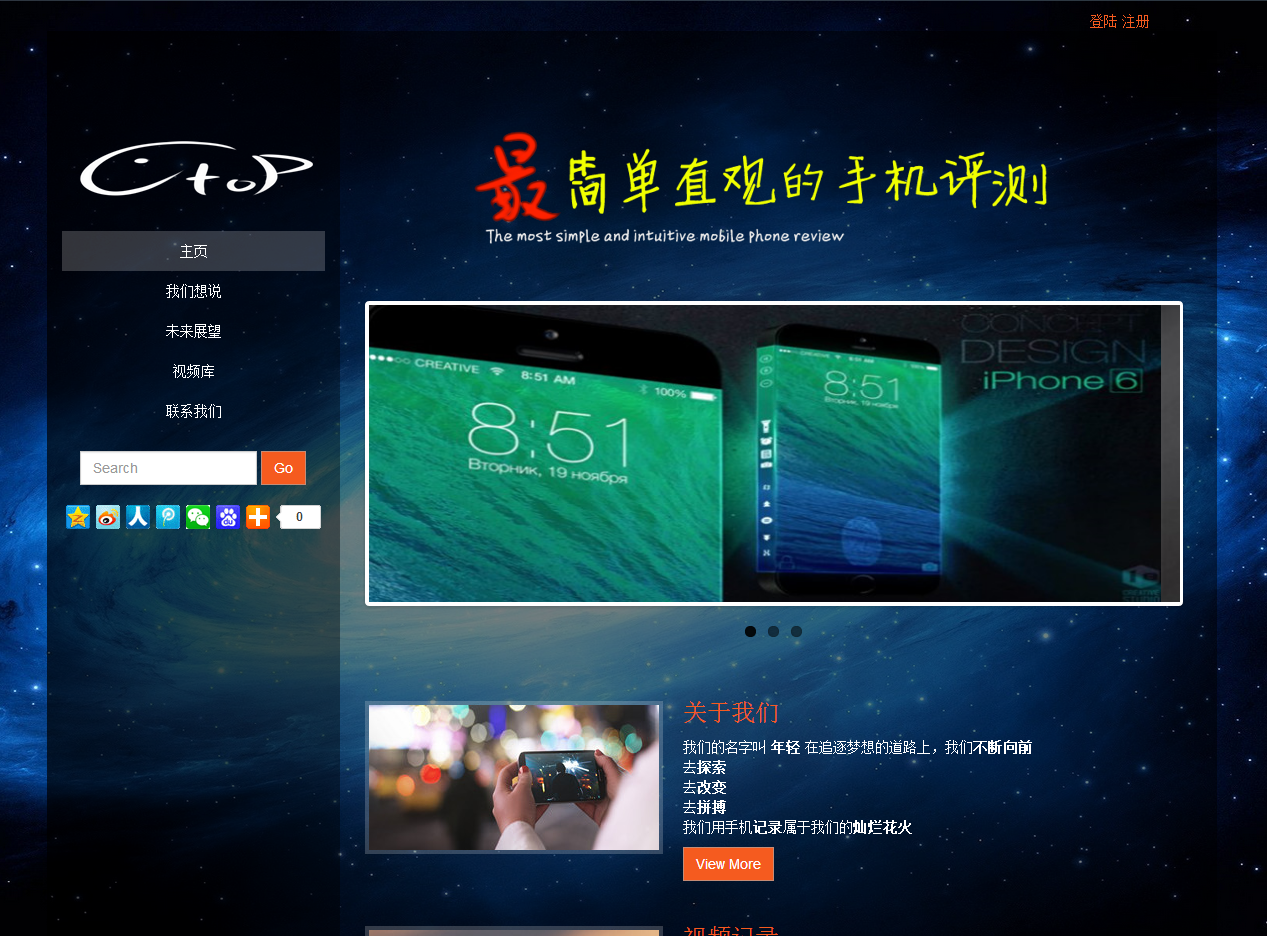 登陆 注册
CtoP
最简单直观的手机评测
The most simple and intuitive mobile phone review
主页
我们想说
未来展望
视频库
联系我们
Search
Go
0
CREATIVE 8:51 AM 100%
8:51
Вторник, 19 ноября
8:51
Вторник, 19 ноября
CONCEPT
DESIGN
iPhone 6
关于我们
我们的名字叫 年轻 在追逐梦想的道路上，我们不断向前
去探索
去改变
去拼搏
我们用手机记录属于我们的灿烂花火
View More
视频记录